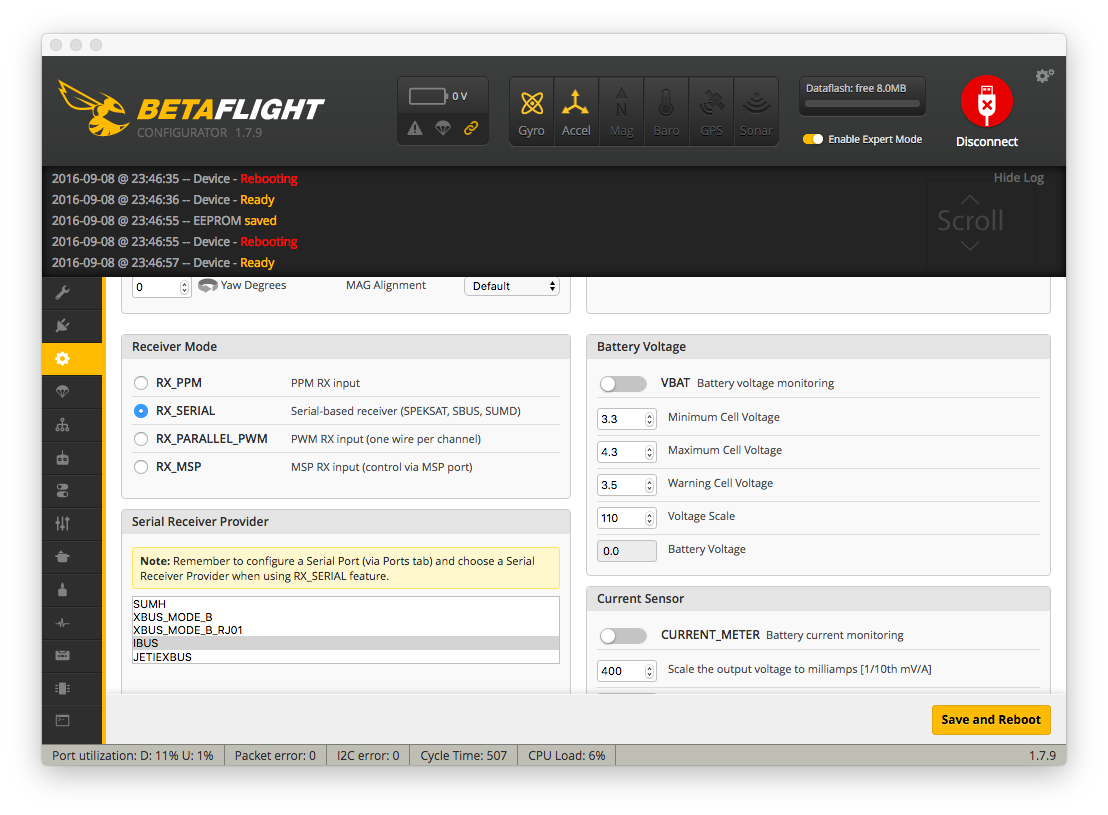 BETAFLIGHT
CONFIGURATOR 1.7.9
0 V
Gyro
Accel
Mag
Baro
GPS
Sonar
Dataflash: free 8.0MB
Enable Expert Mode
Disconnect
2016-09-08 @ 23:46:35 -- Device - Rebooting
2016-09-08 @ 23:46:36 -- Device - Ready
2016-09-08 @ 23:46:55 -- EEPROM saved
2016-09-08 @ 23:46:55 -- Device - Rebooting
2016-09-08 @ 23:46:57 -- Device - Ready
Hide Log
Scroll
0 Yaw Degrees MAG Alignment Default
Receiver Mode
RX_PPM PPM RX input
RX_SERIAL Serial-based receiver (SPEKSAT, SBUS, SUMD)
RX_PARALLEL_PWM PWM RX input (one wire per channel)
RX_MSP MSP RX input (control via MSP port)
Serial Receiver Provider
Note: Remember to configure a Serial Port (via Ports tab) and choose a Serial
Receiver Provider when using RX_SERIAL feature.
SUMH
XBUS_MODE_B
XBUS_MODE_B_RJ01
IBUS
JETIEXBUS
Battery Voltage
VBAT Battery voltage monitoring
3.3 Minimum Cell Voltage
4.3 Maximum Cell Voltage
3.5 Warning Cell Voltage
110 Voltage Scale
0.0 Battery Voltage
Current Sensor
CURRENT_METER Battery current monitoring
400 Scale the output voltage to milliamps [1/10th mV/A]
Save and Reboot
Port utilization: D: 11% U: 1%
Packet error: 0
I2C error: 0
Cycle Time: 507
CPU Load: 6%
1.7.9